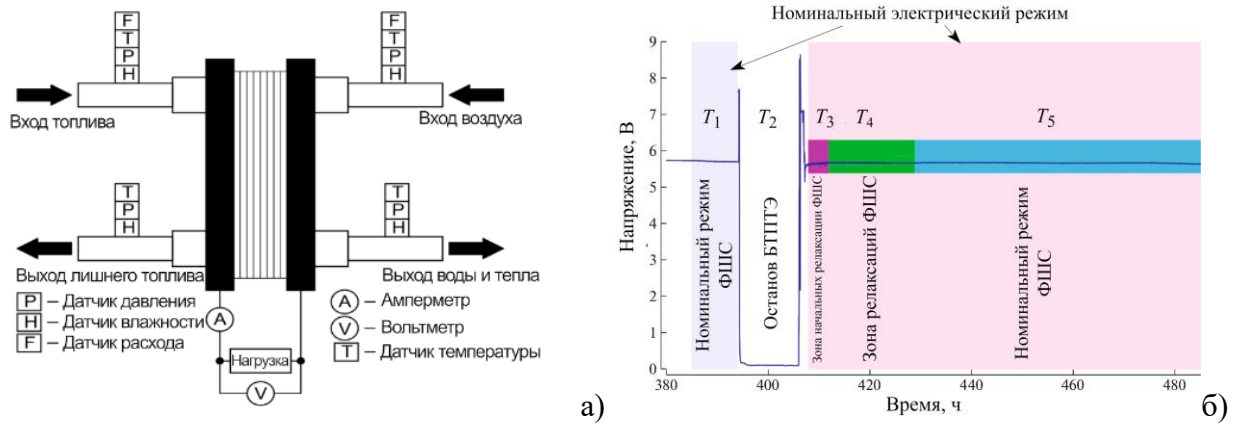 F
T
P
H
F
T
P
H
Вход топлива
Вход воздуха
T
P
H
T
P
H
Выход лишнего топлива
Выход воды и тепла
P – Датчик давления
H – Датчик влажности
F – Датчик расхода
A
Нагрузка
V
A – Амперметр
V – Вольтметр
T – Датчик температуры
а)
Номинальный электрический режим
Напряжение, В
9
8
7
6
5
4
3
2
1
0
T1
T2
T3
T4
T5
Номинальный режим
ФШС
Останов БТПТЭ
Зона начальных релаксации ФШС
Зона релаксаций ФШС
Номинальный режим
ФШС
380
400
420
440
460
480
Время, ч
б)